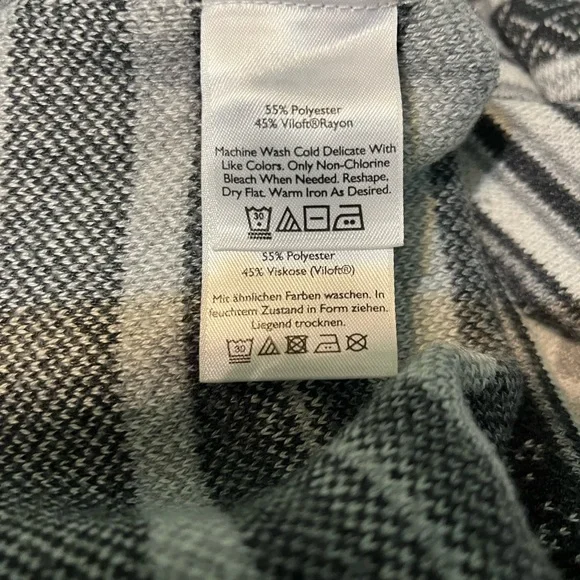 55% Polyester
45% Viloft®Rayon
Machine Wash Cold Delicate With
Like Colors. Only Non-Chlorine
Bleach When Needed. Reshape,
Dry Flat. Warm Iron As Desired.
30
55% Polyester
45% Viskose (Viloft®)
Mit ähnlichen Farben waschen. In
feuchtem Zustand in Form ziehen.
Liegend trocknen.
30